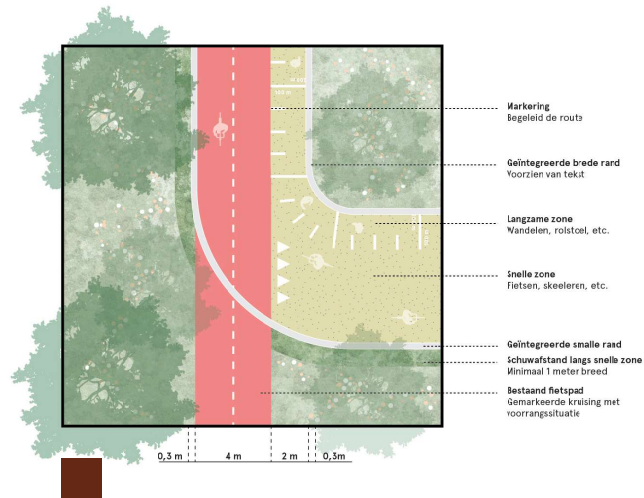 Markering
Begeleid de route
Geïntegreerde brede rand
Voorzien van tekst
Langzame zone
Wandelen, rolstoel, etc.
Snelle zone
Fietsen, skeeleren, etc.
Geïntegreerde smalle rand
Schuwafstand langs snelle zone
Minimaal 1 meter breed
Bestaand fietspad
Gemarkeerde kruising met
voorrangssituatie
0,3 m
4 m
2 m
0,3m